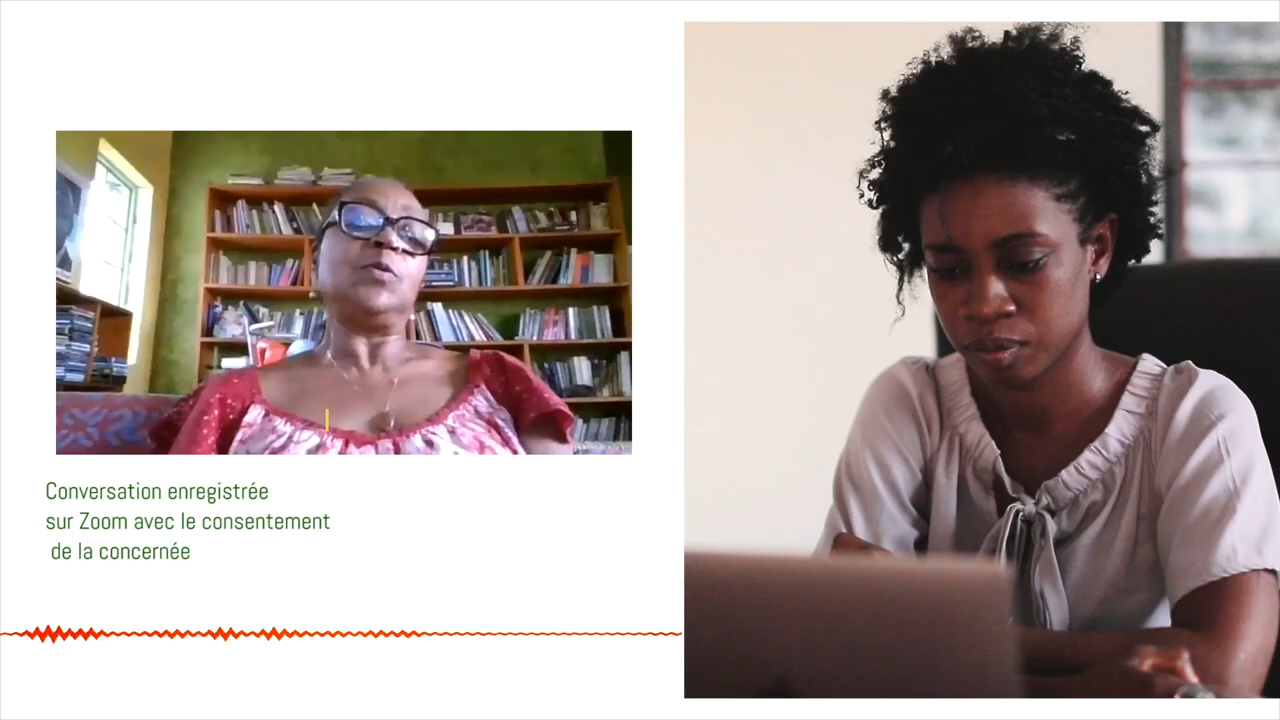 Conversation enregistrée
sur Zoom avec le consentement
de la concernée